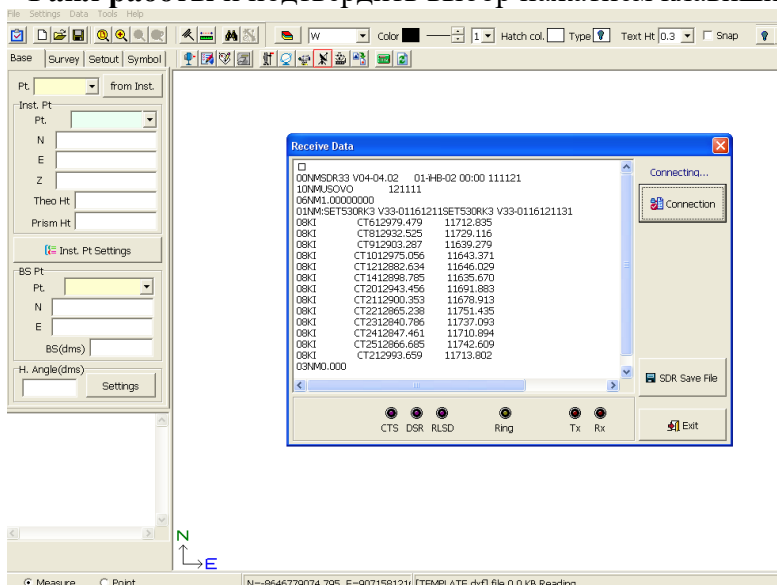 File Settings Data Tools Help
W Color 1 Hatch col. Type Text Ht 0.3 Snap
Base Survey Setout Symbol
Pt. from Inst.
Inst. Pt
Pt.
N
E
Z
Theo Ht
Prism Ht
Inst. Pt Settings
BS Pt
Pt.
N
E
BS(dms)
H. Angle(dms)
Settings
Receive Data
00NMSDR33 V04-04.02 01-янв-02 00:00 111121
10NMUSOVO 121111
06NM1.00000000
01NM:SET530RK3 V33-01161211SET530RK3 V33-0116121131
08KI CT612979.479 11712.835
08KI CT812932.525 11729.116
08KI CT912903.287 11639.279
08KI CT1012975.056 11643.371
08KI CT1212882.634 11646.029
08KI CT1412898.785 11635.670
08KI CT2012943.456 11691.883
08KI CT2112900.353 11678.913
08KI CT2212865.238 11751.435
08KI CT2312840.786 11737.093
08KI CT2412847.461 11710.894
08KI CT2512866.685 11742.609
08KI CT212993.659 11713.802
03NM0.000
Connecting...
Connection
SDR Save File
CTS DSR RLSD Ring Tx Rx
Exit
N
E
Measure Point
N=-8646779074.795 E=907158121 [TEMPLATE.dxf] file 0.0 KB Reading